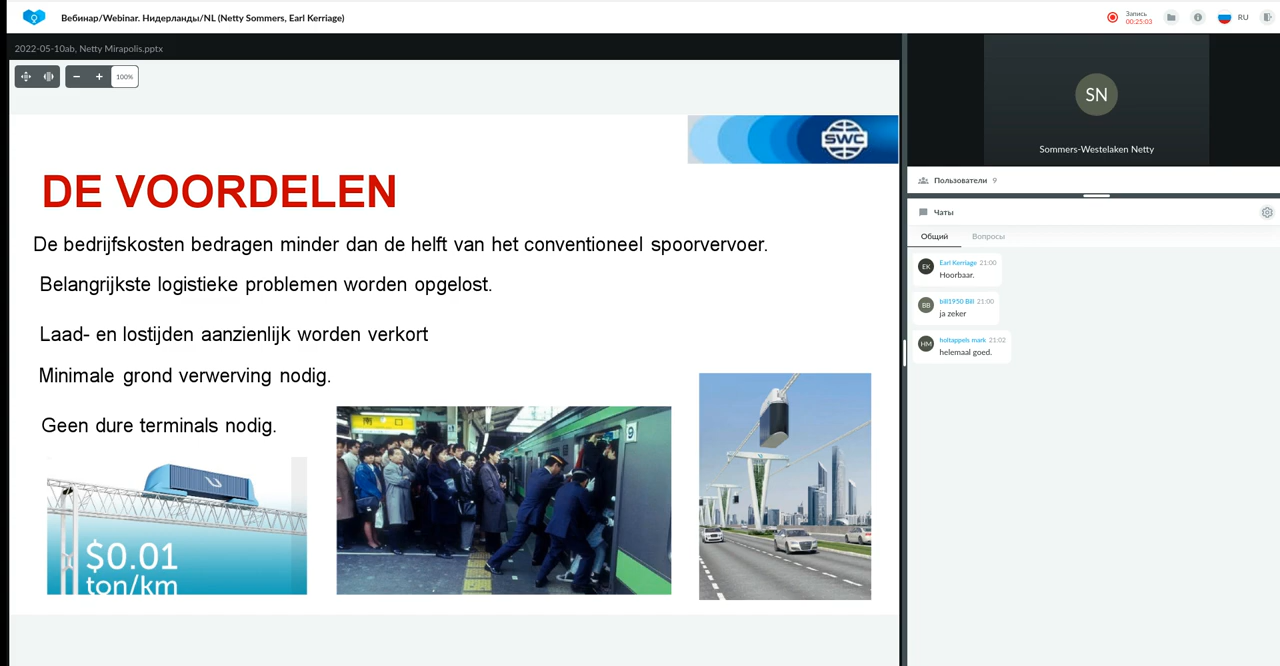 Вебинар/Webinar. Нидерланды/NL (Netty Sommers, Earl Kerriage)
Запись
00:25:03
RU
2022-05-10ab, Netty Mirapolis.pptx
100%
SWC
DE VOORDELEN
De bedrijfskosten bedragen minder dan de helft van het conventioneel spoorvervoer.
Belangrijkste logistieke problemen worden opgelost.
Laad- en lostijden aanzienlijk worden verkort
Minimale grond verwerving nodig.
Geen dure terminals nodig.
$0.01
ton/km
南 口
9
SN
Sommers-Westelaken Netty
Пользователи 9
Чаты
Общий
Вопросы
EK
Earl Kerriage 21:00
Hoorbaar.
BB
bill1950 Bill 21:00
ja zeker
HM
holtappels mark 21:02
helemaal goed.